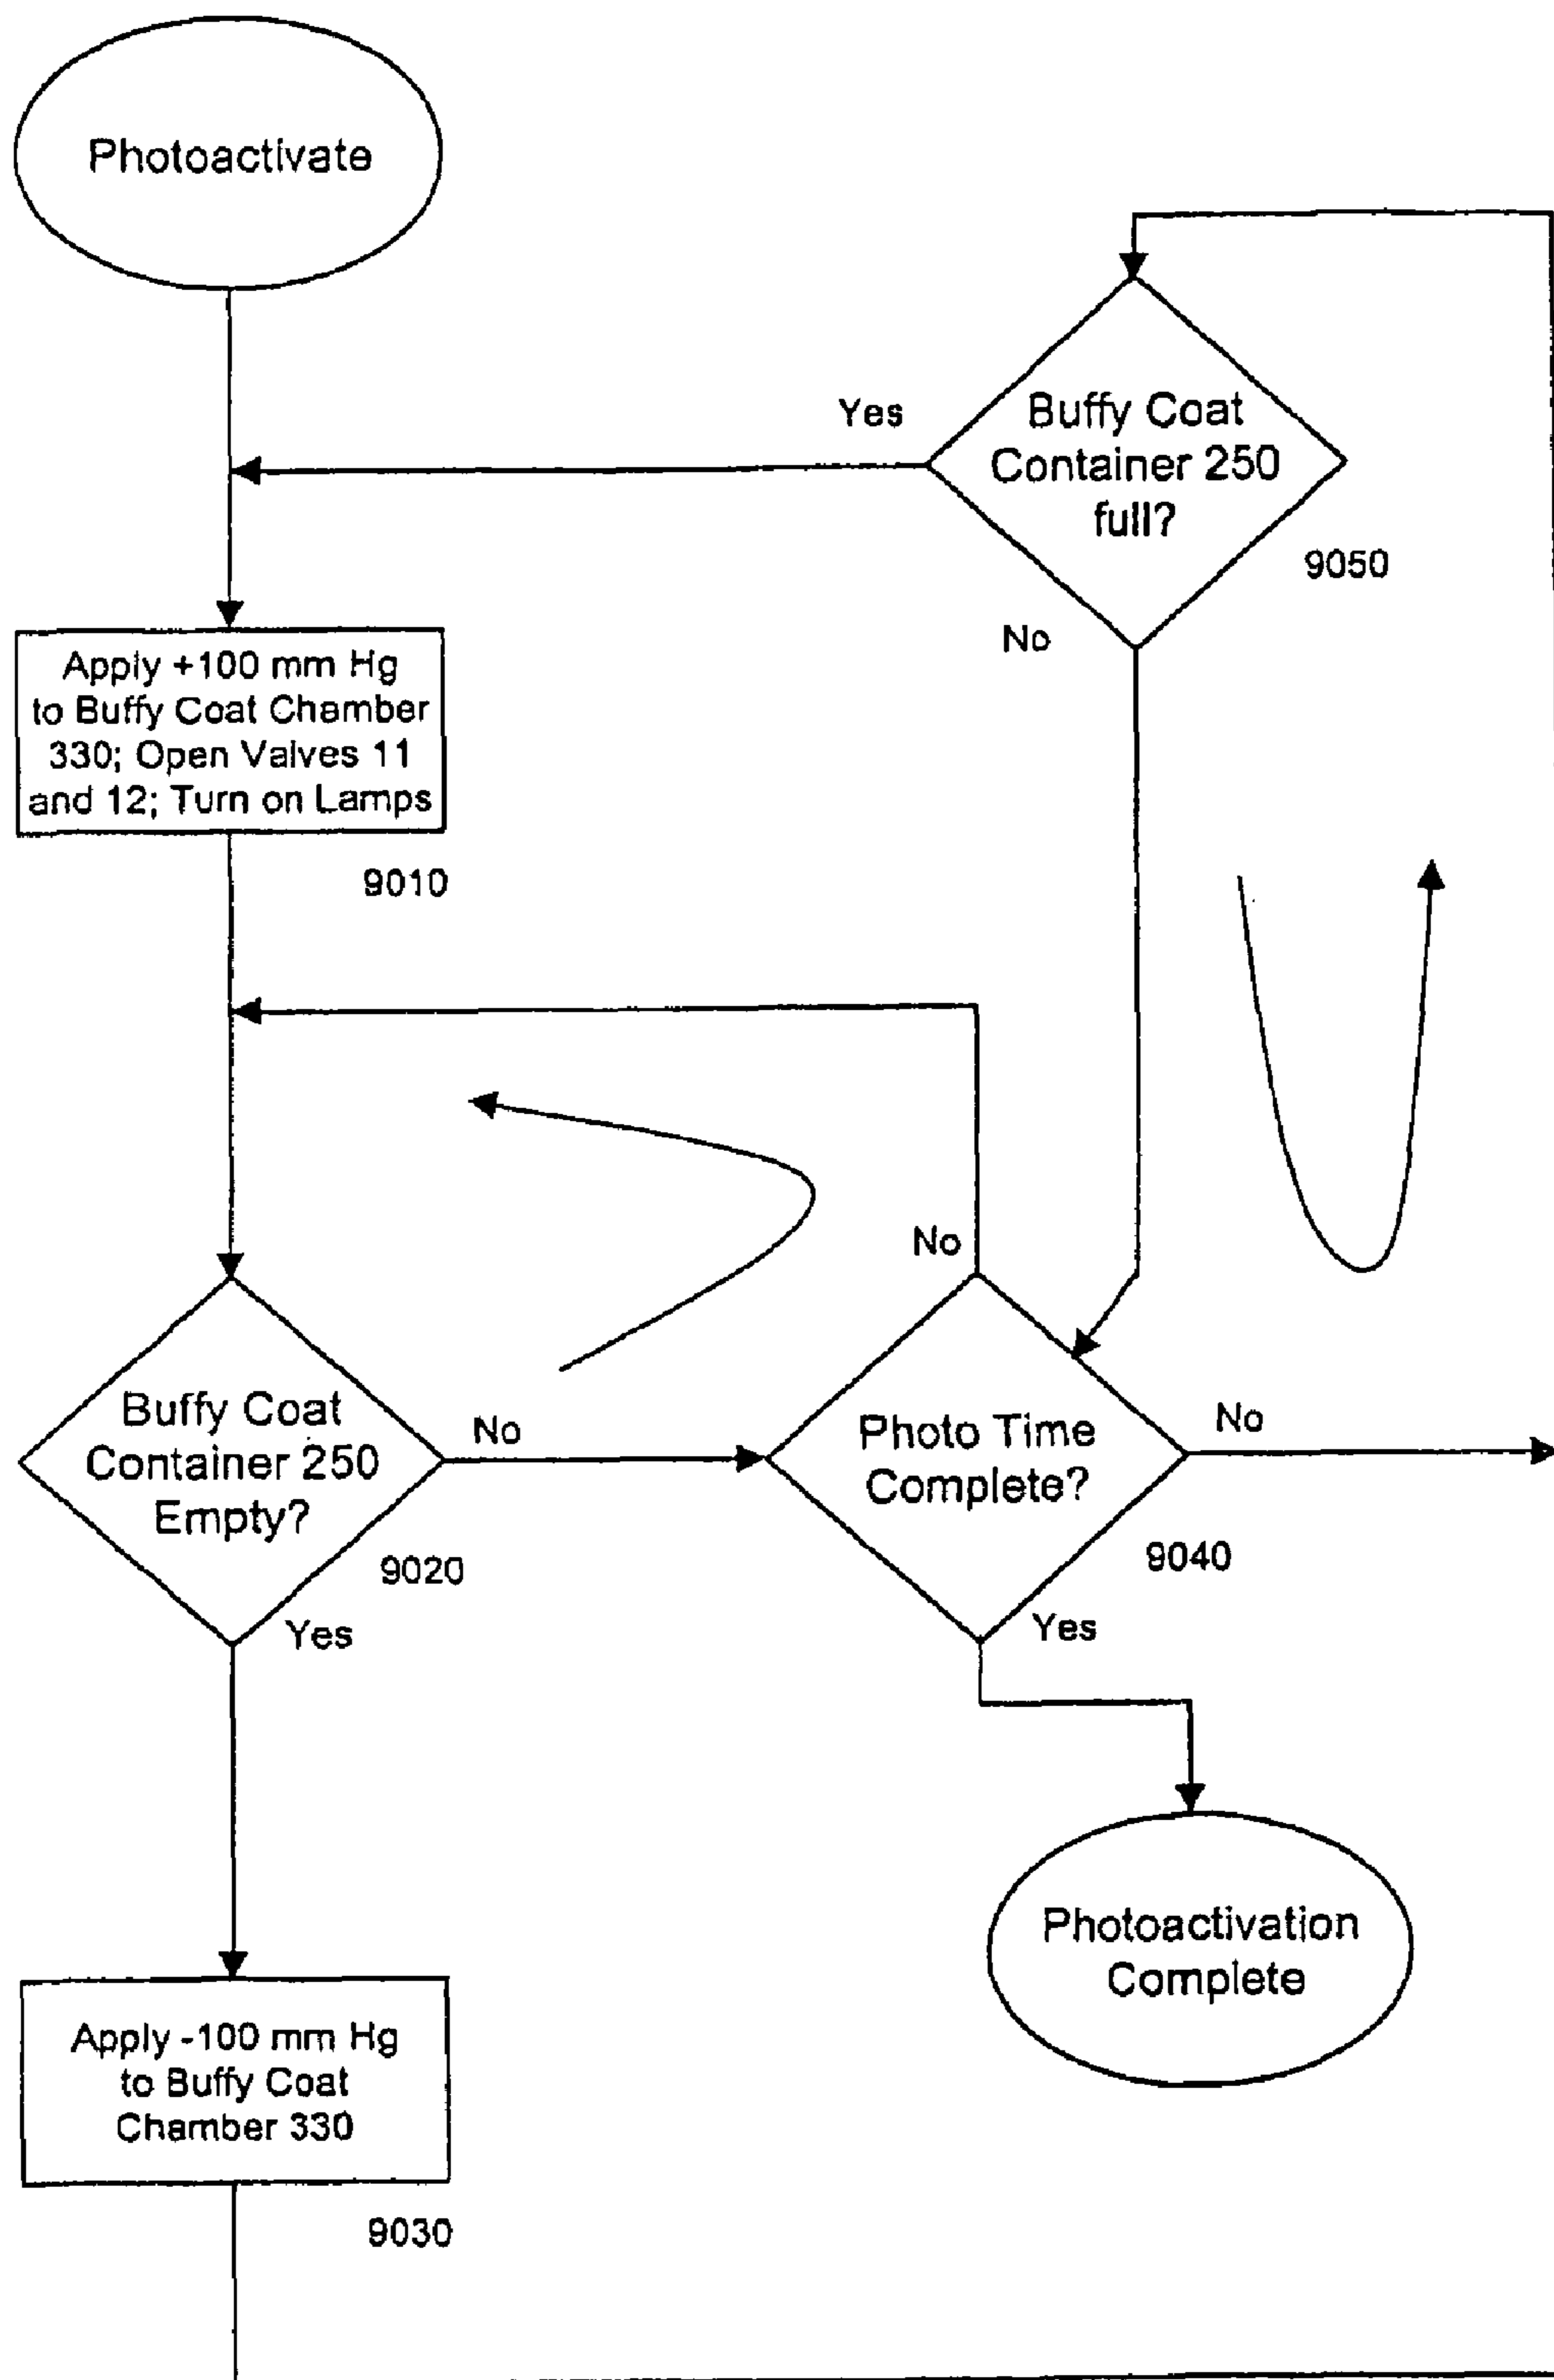 Photoactivate
Yes
Buffy Coat
Container 250
full?
9050
No
Apply +100 mm Hg
to Buffy Coat Chamber
330; Open Valves 11
and 12; Turn on Lamps
9010
No
Buffy Coat
Container 250
Empty?
9020
No
Yes
Photo Time
Complete?
No
9040
Yes
Photoactivation
Complete
Apply -100 mm Hg
to Buffy Coat
Chamber 330
9030